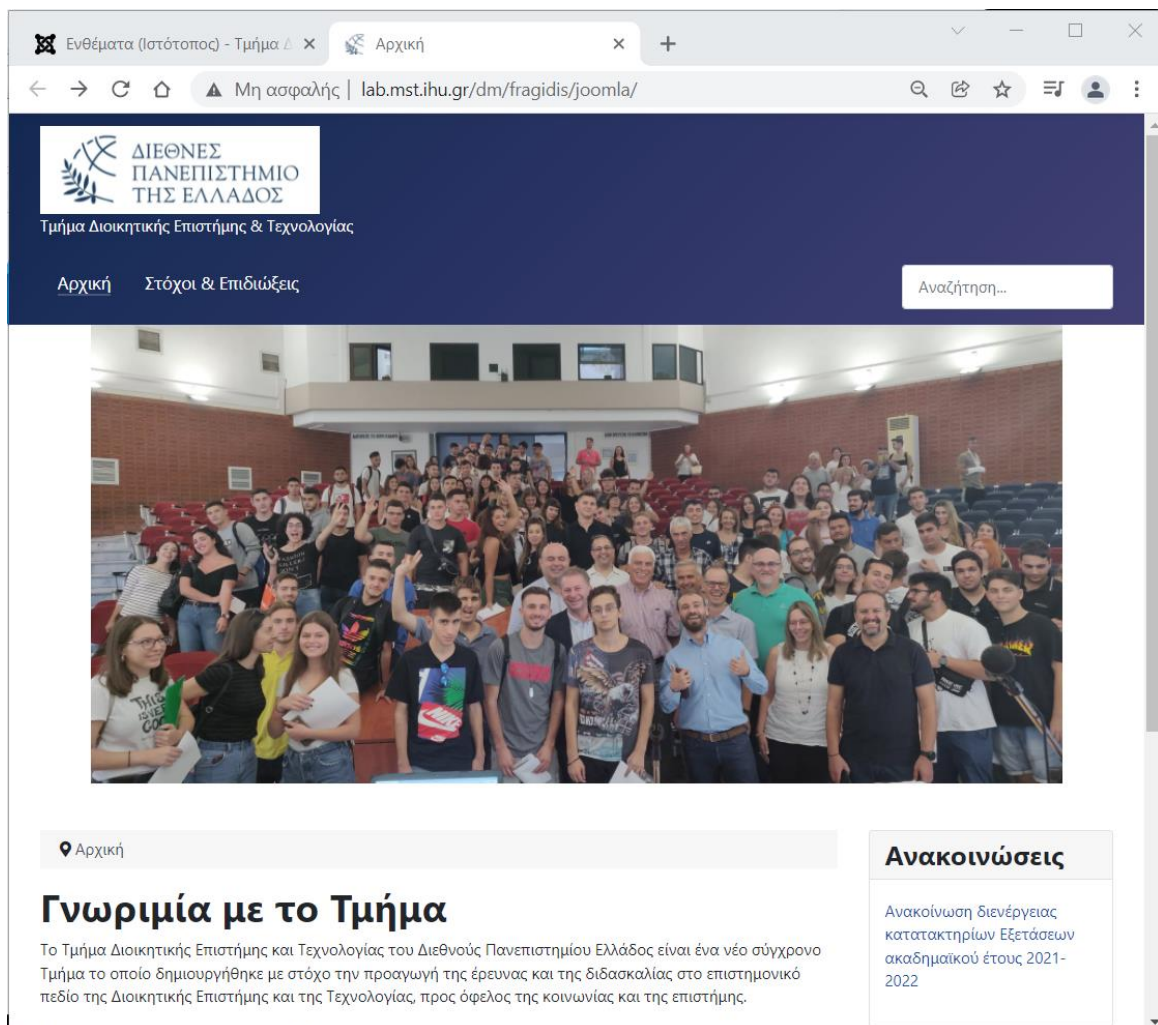 Ενθέματα (Ιστότοπος) - Τμήμα Δ
Αρχική
Μη ασφαλής | lab.mst.ihu.gr/dm/fragidis/joomla/
ΔΙΕΘΝΕΣ
ΠΑΝΕΠΙΣΤΗΜΙΟ
ΤΗΣ ΕΛΛΑΔΟΣ
Τμήμα Διοικητικής Επιστήμης & Τεχνολογίας
Αρχική Στόχοι & Επιδιώξεις
Αναζήτηση...
NIKE
Αρχική
Γνωριμία με το Τμήμα
Το Τμήμα Διοικητικής Επιστήμης και Τεχνολογίας του Διεθνούς Πανεπιστημίου Ελλάδος είναι ένα νέο σύγχρονο
Τμήμα το οποίο δημιουργήθηκε με στόχο την προαγωγή της έρευνας και της διδασκαλίας στο επιστημονικό
πεδίο της Διοικητικής Επιστήμης και της Τεχνολογίας, προς όφελος της κοινωνίας και της επιστήμης.
Ανακοινώσεις
Ανακοίνωση διενέργειας
κατατακτηρίων Εξετάσεων
ακαδημαϊκού έτους 2021-
2022